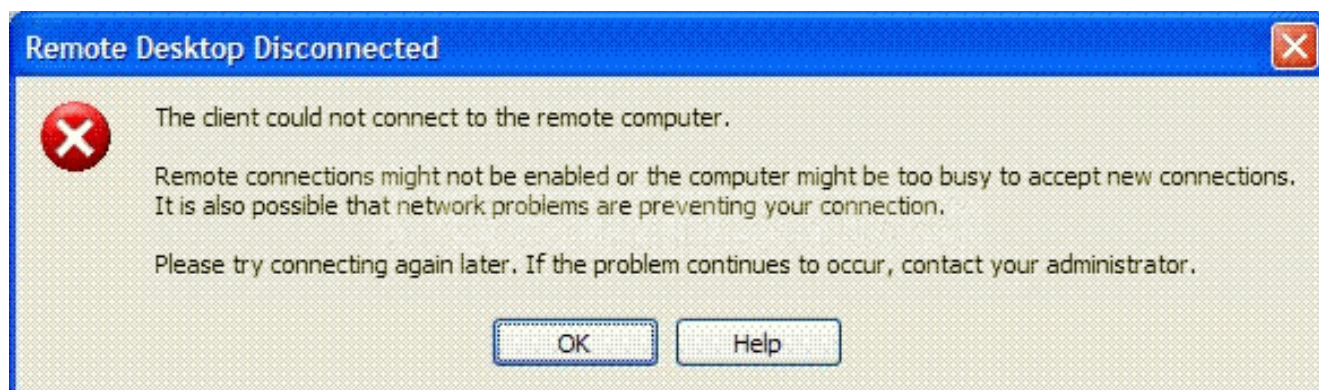 Remote Desktop Disconnected
The client could not connect to the remote computer.
Remote connections might not be enabled or the computer might be too busy to accept new connections.
It is also possible that network problems are preventing your connection.
Please try connecting again later. If the problem continues to occur, contact your administrator.
OK
Help